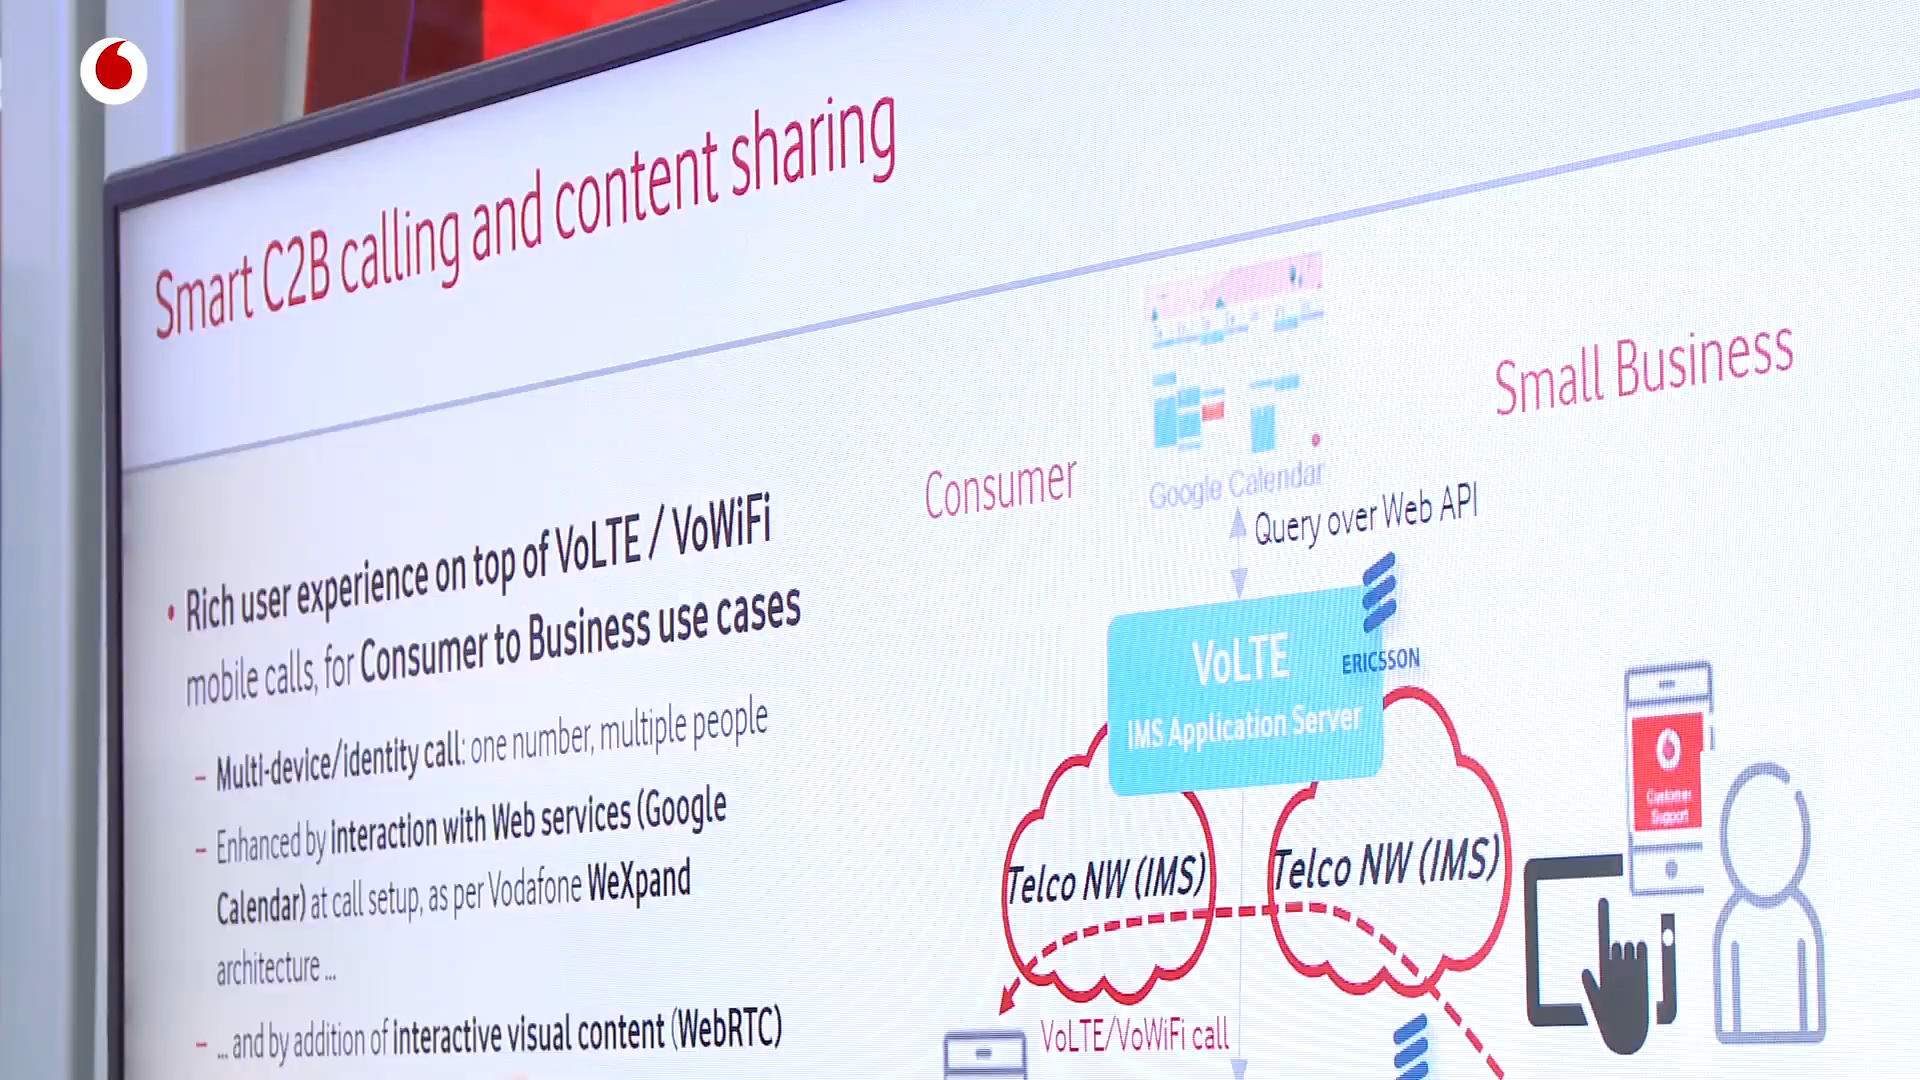 Smart C2B calling and content sharing
• Rich user experience on top of VoLTE / VoWiFi
mobile calls, for Consumer to Business use cases
– Multi-device/identity call: one number, multiple people
– Enhanced by interaction with Web services (Google
Calendar) at call setup, as per Vodafone WeXpand
architecture ...
– ... and by addition of interactive visual content (WebRTC)
Consumer
Small Business
Google Calendar
Query over Web API
VoLTE
IMS Application Server
ERICSSON
Telco NW (IMS)
Telco NW (IMS)
VoLTE/VoWiFi call
Customer
Support